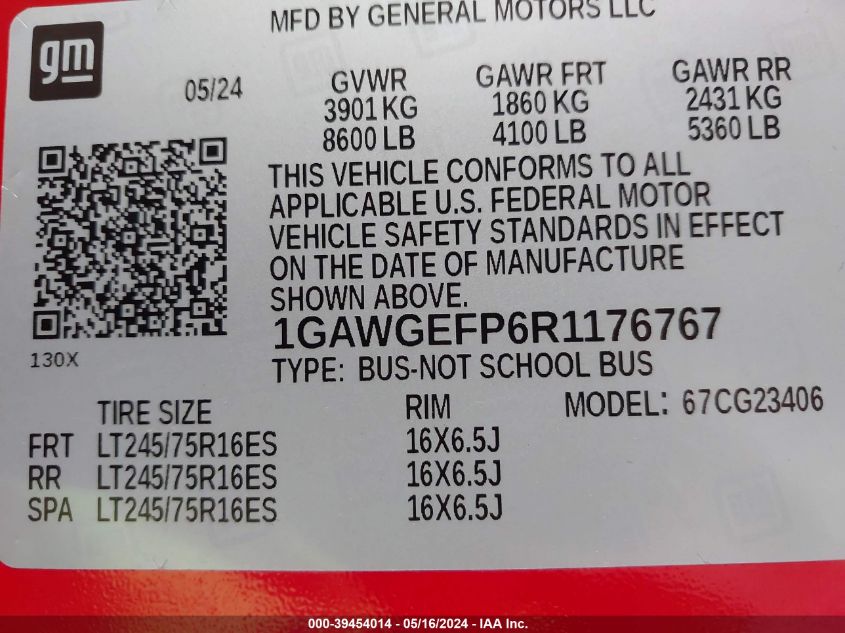 MFD BY GENERAL MOTORS LLC
gm
05/24
GVWR GAWR FRT GAWR RR
3901 KG 1860 KG 2431 KG
8600 LB 4100 LB 5360 LB
THIS VEHICLE CONFORMS TO ALL
APPLICABLE U.S. FEDERAL MOTOR
VEHICLE SAFETY STANDARDS IN EFFECT
ON THE DATE OF MANUFACTURE
SHOWN ABOVE.
1GAWGEFP6R1176767
130X
TYPE: BUS-NOT SCHOOL BUS
TIRE SIZE RIM MODEL: 67CG23406
FRT LT245/75R16ES 16X6.5J
RR LT245/75R16ES 16X6.5J
SPA LT245/75R16ES 16X6.5J
000-39454014 - 05/16/2024 - IAA Inc.